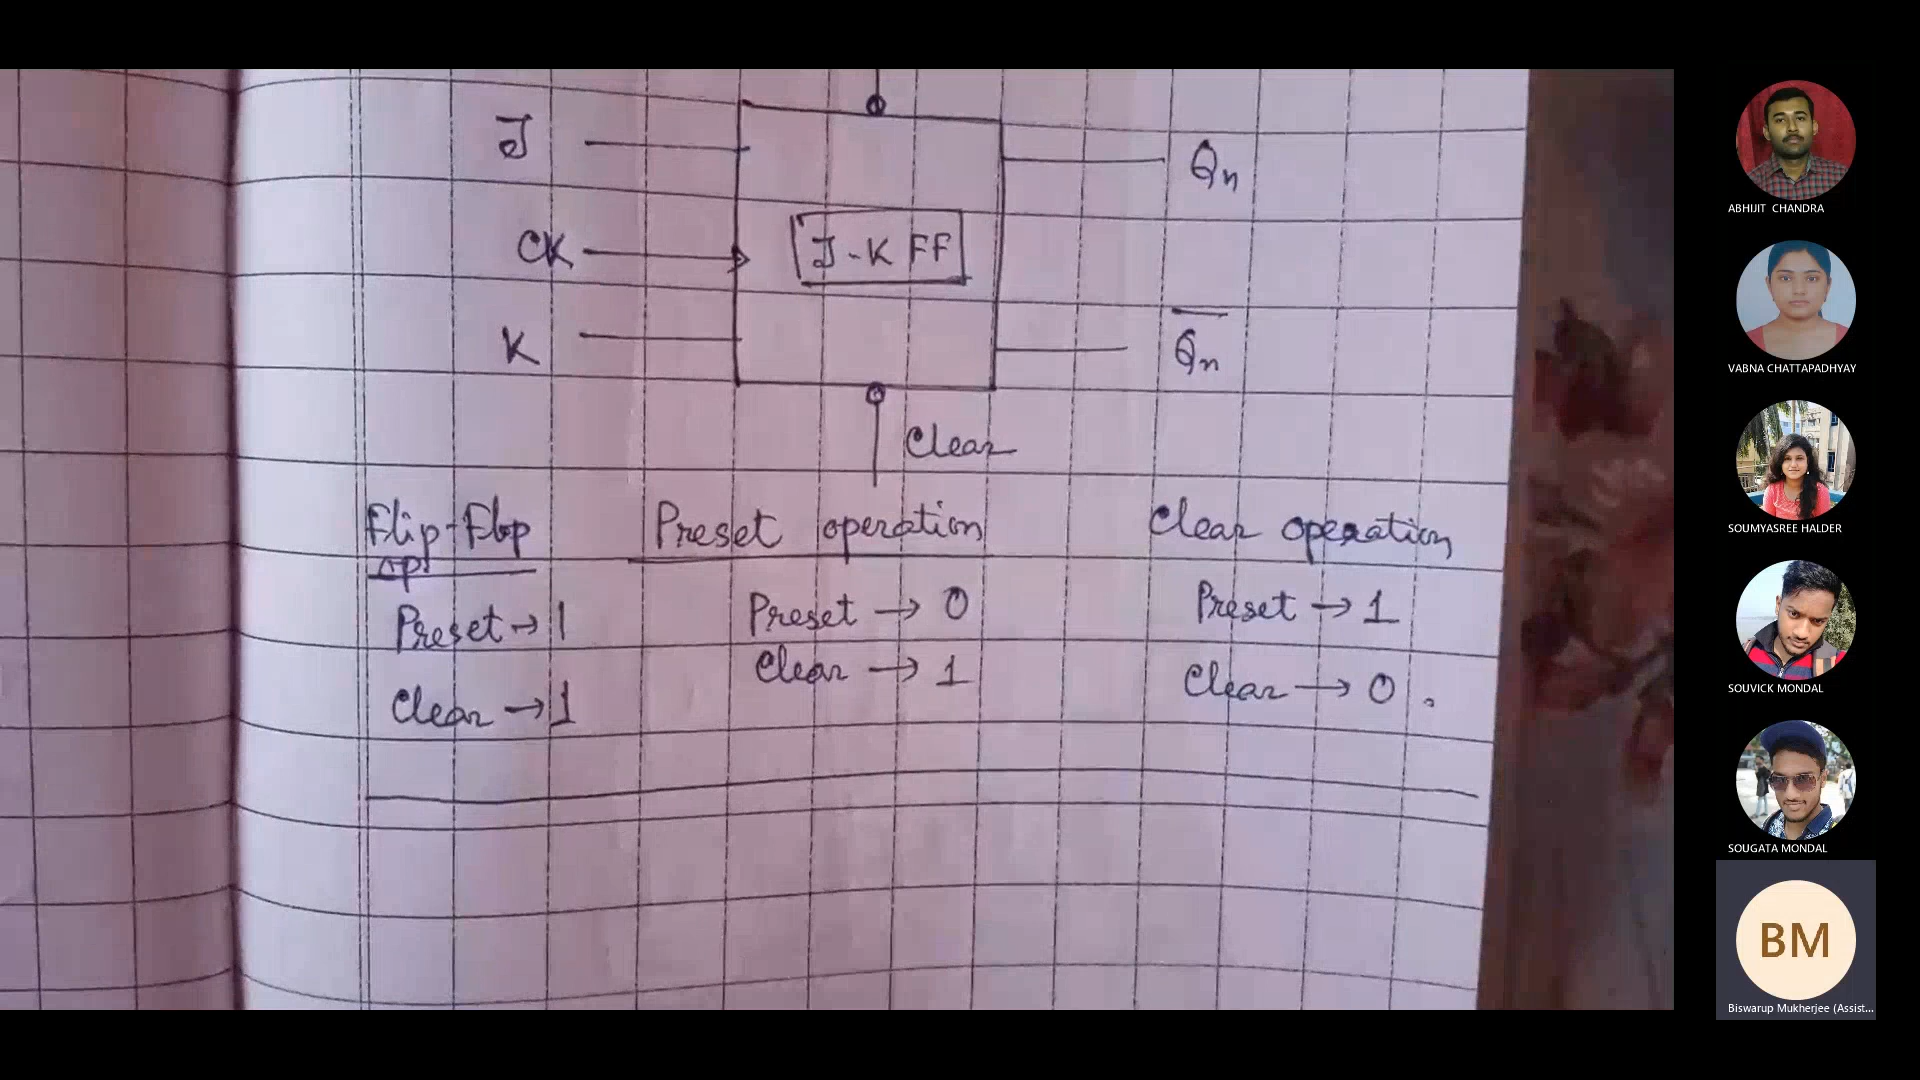 J
Qn
CK
J-K FF
K
Qn
Clear
Flip-Flop
op
Preset operation
Clear operation
Preset → 1
Preset → 0
Preset → 1
Clear → 1
Clear → 1
Clear → 0 .
ABHIJIT CHANDRA
VABNA CHATTAPADHYAY
SOUMYASREE HALDER
SOUVICK MONDAL
SOUGATA MONDAL
BM
Biswarup Mukherjee (Assist...